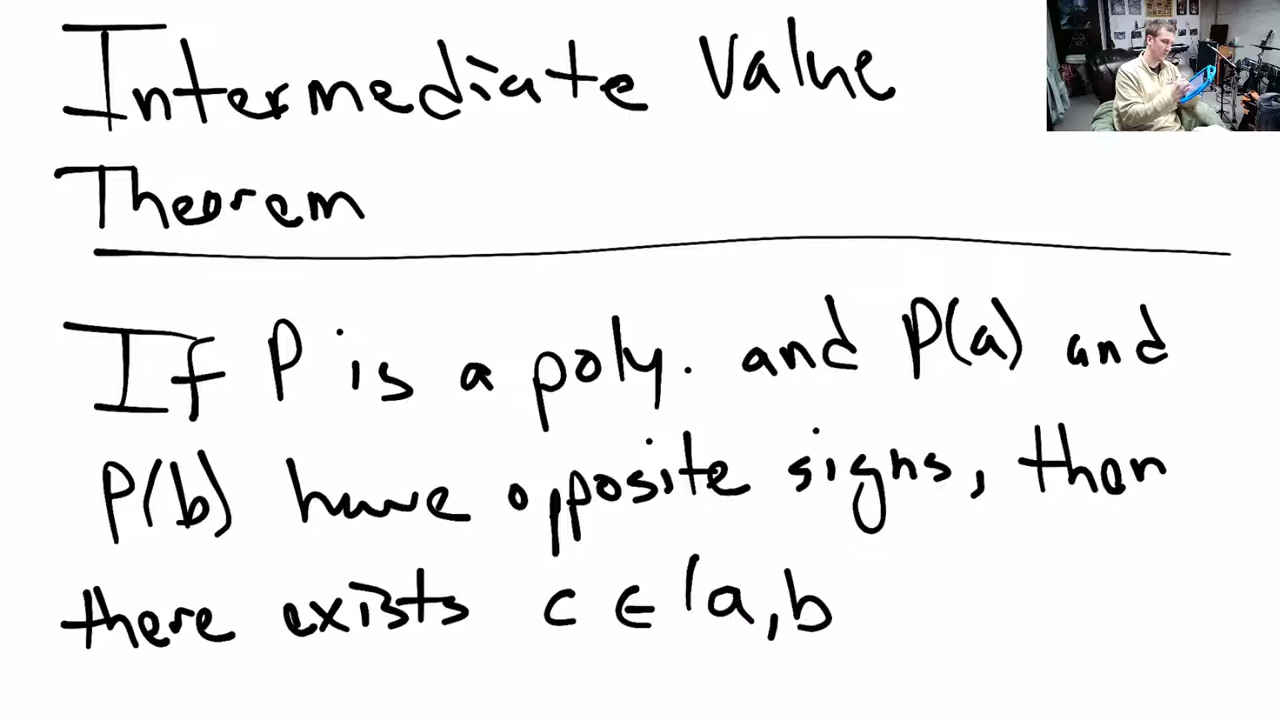 Intermediate Value
Theorem
If P is a poly. and P(a) and
P(b) have opposite signs, then
there exists c ∈ (a,b